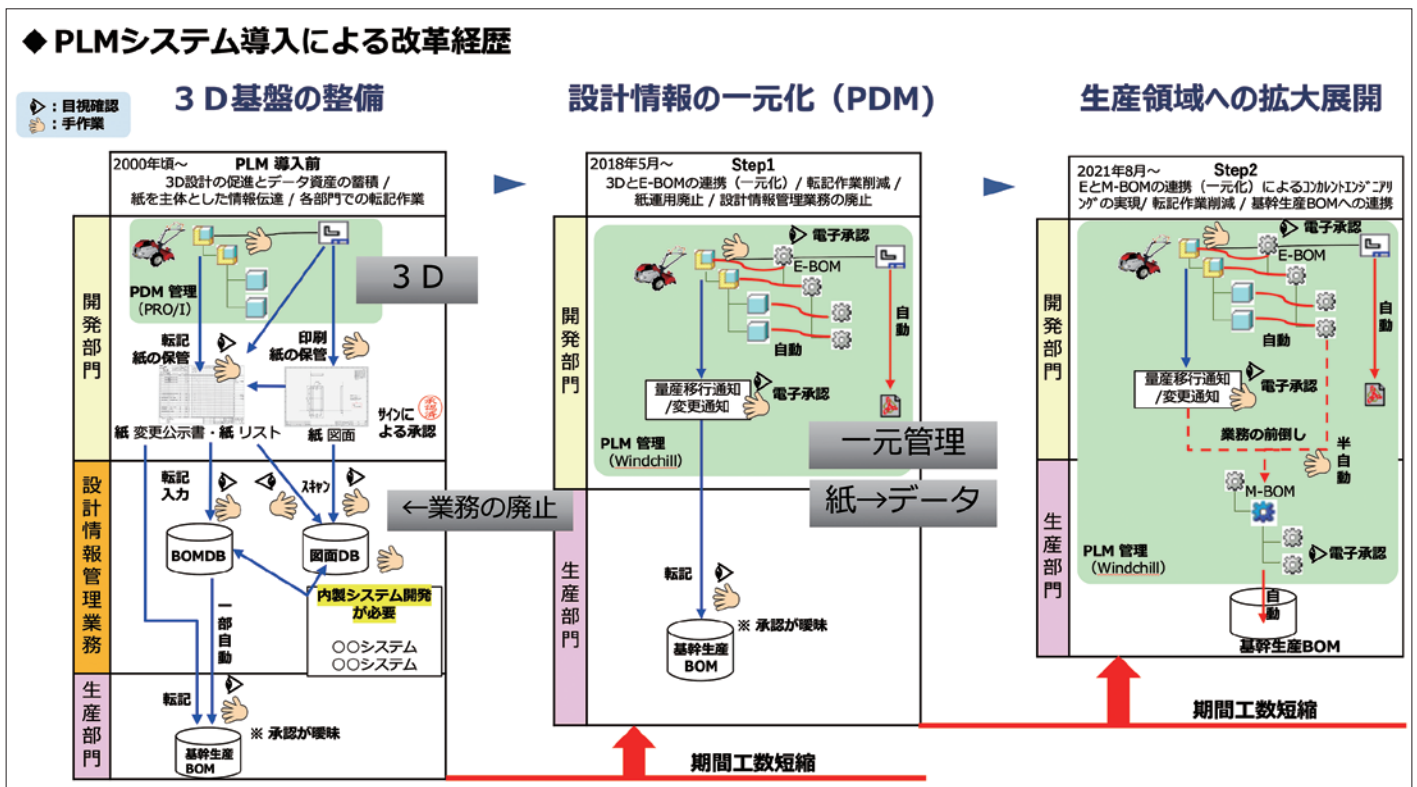 ◆ PLMシステム導入による改革経歴
:目視確認
:手作業
３Ｄ基盤の整備
2000年頃～ PLM 導入前
3D設計の促進とデータ資産の蓄積 /
紙を主体とした情報伝達 / 各部門での転記作業
開発部門
PDM 管理
(PRO/I)
３Ｄ
転記
紙の保管
印刷
紙の保管
承認済
サインに
よる承認
紙 変更公示書・紙 リスト
紙 図面
設計情報管理業務
転記
入力
スキャン
←業務の廃止
BOMDB
図面DB
内製システム開発
が必要
○○システム
○○システム
一部自動
生産部門
転記
※ 承認が曖昧
基幹生産
BOM
設計情報の一元化（PDM)
2018年5月～ Step1
3DとE-BOMの連携（一元化）/ 転記作業削減 /
紙運用廃止 / 設計情報管理業務の廃止
開発部門
電子承認
E-BOM
自動
自動
量産移行通知
/変更通知
電子承認
PLM 管理
(Windchill)
一元管理
紙→データ
生産部門
転記
※ 承認が曖昧
基幹生産
BOM
期間工数短縮
生産領域への拡大展開
2021年8月～ Step2
EとM-BOMの連携（一元化）によるコンカレントエンジニアリ
ングの実現/ 転記作業削減 / 基幹生産BOMへの連携
開発部門
電子承認
E-BOM
自動
自動
量産移行通知
/変更通知
電子承認
業務の前倒し
半自動
生産部門
M-BOM
電子承認
PLM 管理
（Windchill)
自動
基幹生産BOM
期間工数短縮